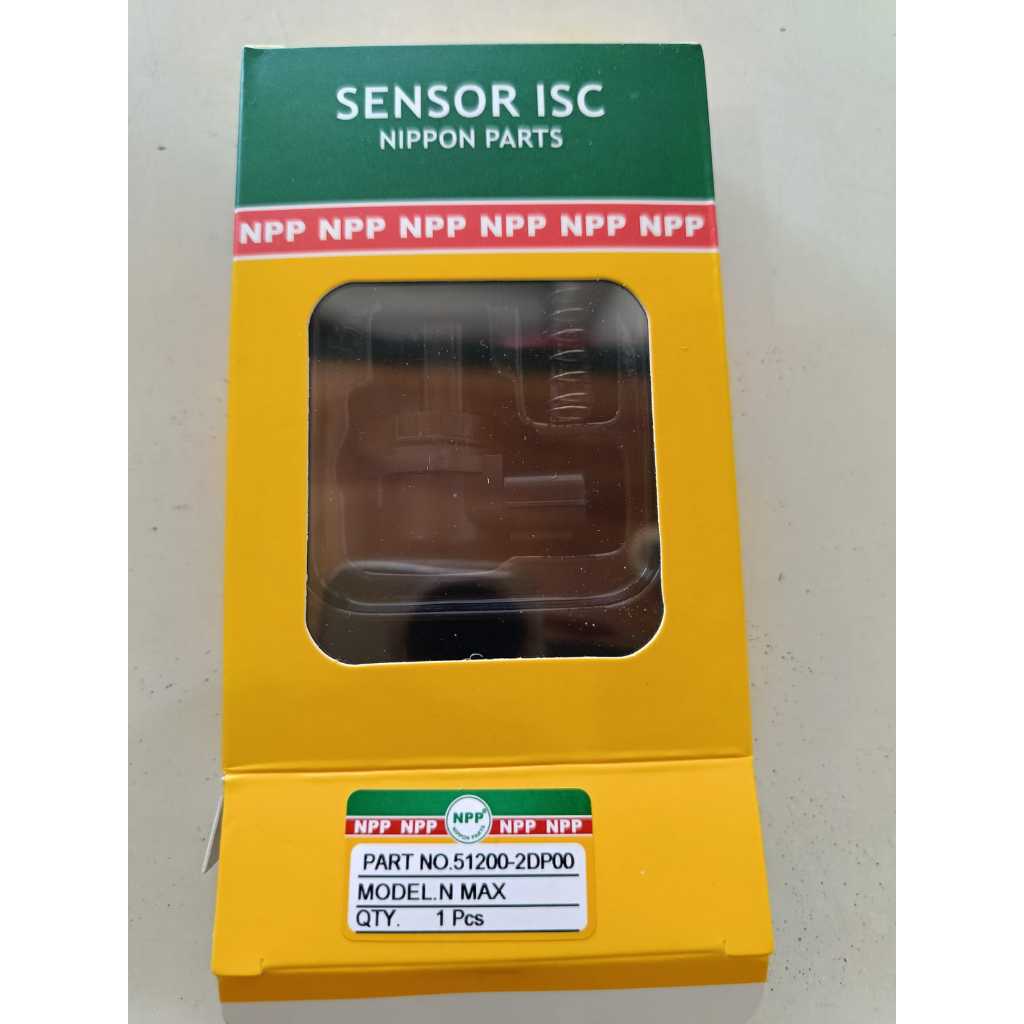 SENSOR ISC
NIPPON PARTS
NPP NPP NPP NPP NPP NPP
NPP NPP NPP® NPP NPP
NIPPON PARTS
PART NO.51200-2DP00
MODEL.N MAX
QTY. 1 Pcs